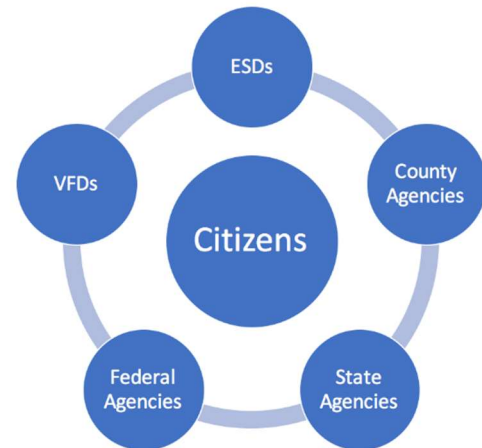 ESDs
County
Agencies
State
Agencies
Federal
Agencies
VFDs
Citizens